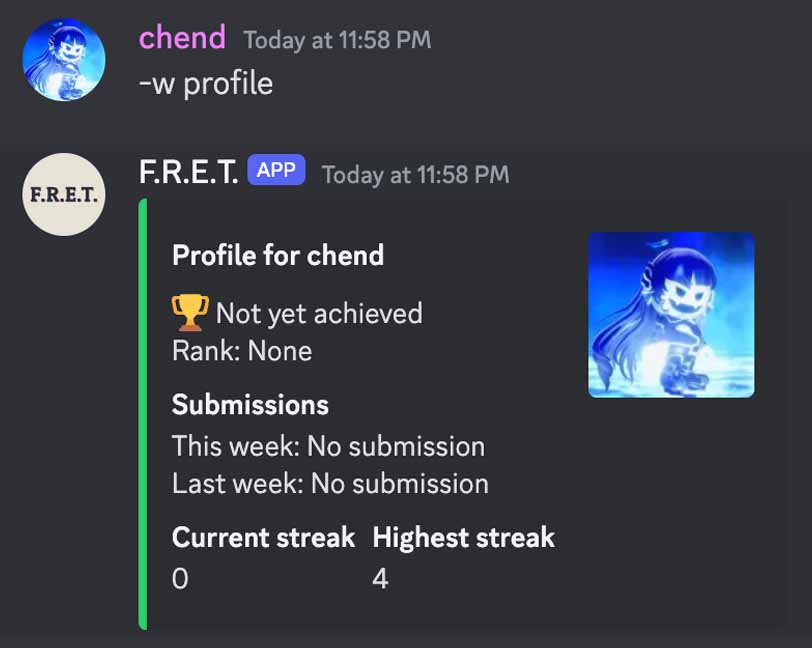 chend Today at 11:58 PM
-w profile
F.R.E.T.
F.R.E.T. APP Today at 11:58 PM
Profile for chend
🏆 Not yet achieved
Rank: None
Submissions
This week: No submission
Last week: No submission
Current streak Highest streak
0 4